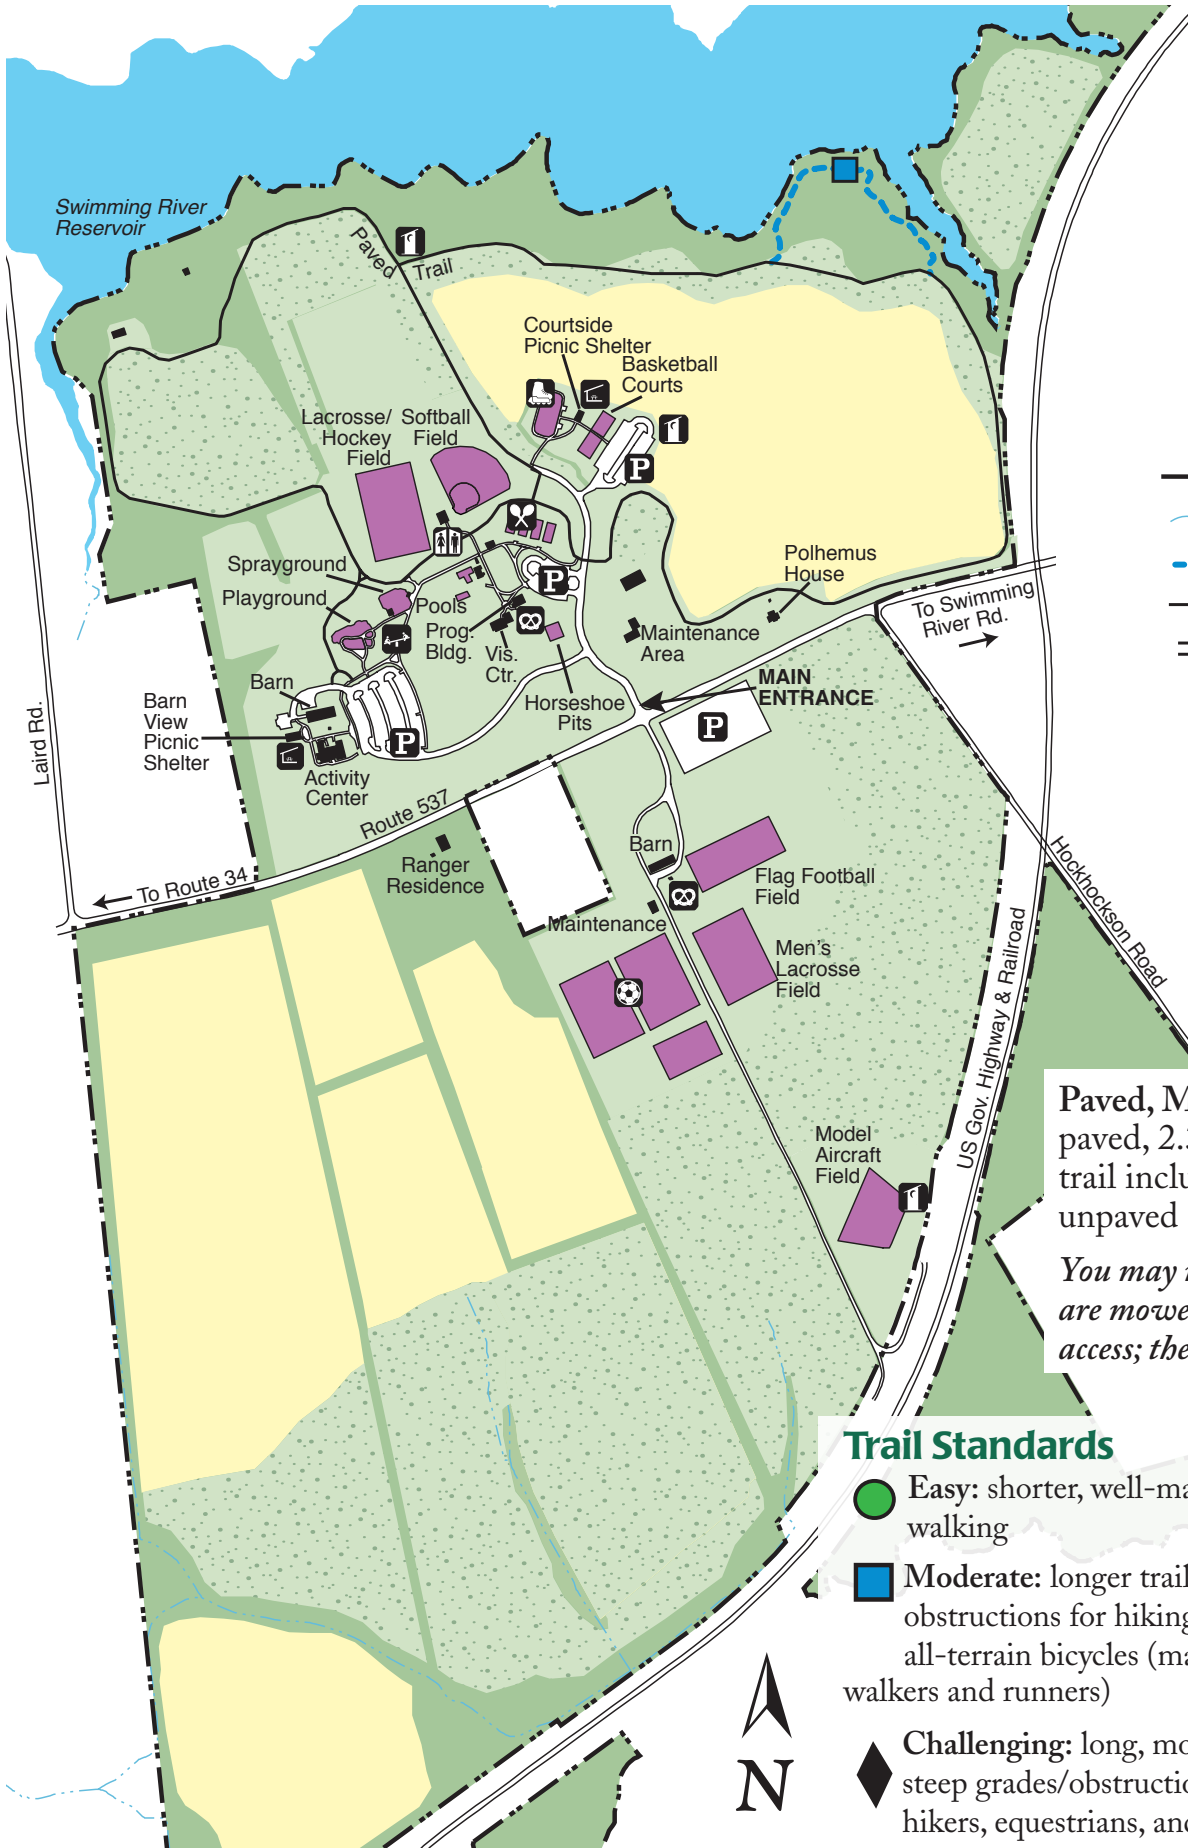 Swimming River
Reservoir
Paved Trail
Courtside
Picnic Shelter
Basketball
Courts
Lacrosse/
Hockey
Field
Softball
Field
P
Sprayground
Playground
Pools
Prog.
Bldg.
Vis.
Ctr.
P
Polhemus
House
To Swimming
River Rd.
Maintenance
Area
MAIN
ENTRANCE
Horseshoe
Pits
P
Barn
Barn
View
Picnic
Shelter
P
Activity
Center
Laird Rd.
Route 537
To Route 34
Ranger
Residence
Barn
Flag Football
Field
Maintenance
Men's
Lacrosse
Field
Hockhockson Road
US Gov. Highway & Railroad
Model
Aircraft
Field
Paved, M
paved, 2.
trail inclu
unpaved
You may
are mowe
access; the
Trail Standards
Easy: shorter, well-ma
walking
Moderate: longer trail
obstructions for hiking
all-terrain bicycles (ma
walkers and runners)
Challenging: long, mo
steep grades/obstructio
hikers, equestrians, and
N